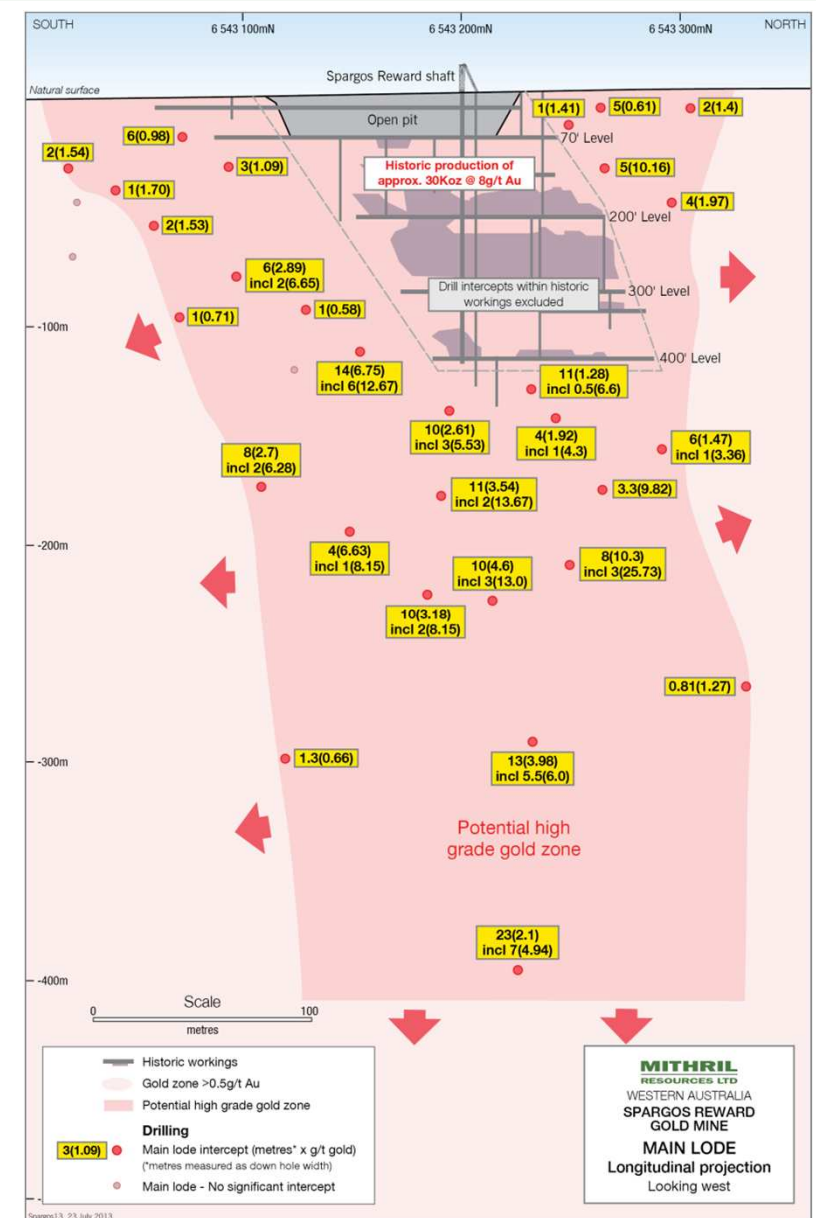 SOUTH
6 543 100mN
6 543 200mN
6 543 300mN
NORTH
Spargos Reward shaft
Natural surface
Open pit
1(1.41)
5(0.61)
2(1.4)
6(0.98)
70' Level
2(1.54)
3(1.09)
Historic production of
approx. 30Koz @ 8g/t Au
5(10.16)
1(1.70)
4(1.97)
2(1.53)
200' Level
6(2.89)
incl 2(6.65)
Drill intercepts within historic
workings excluded
300' Level
1(0.71)
1(0.58)
-100m
400' Level
14(6.75)
incl 6(12.67)
11(1.28)
incl 0.5(6.6)
10(2.61)
incl 3(5.53)
4(1.92)
incl 1(4.3)
6(1.47)
incl 1(3.36)
8(2.7)
incl 2(6.28)
11(3.54)
incl 2(13.67)
3.3(9.82)
-200m
4(6.63)
incl 1(8.15)
10(4.6)
incl 3(13.0)
8(10.3)
incl 3(25.73)
10(3.18)
incl 2(8.15)
0.81(1.27)
-300m
1.3(0.66)
13(3.98)
incl 5.5(6.0)
Potential high
grade gold zone
23(2.1)
incl 7(4.94)
-400m
Scale
0
100
metres
Historic workings
Gold zone >0.5g/t Au
Potential high grade gold zone
Drilling
3(1.09)
Main lode intercept (metres* x g/t gold)
(*metres measured as down hole width)
Main lode - No significant intercept
MITHRIL
RESOURCES LTD
WESTERN AUSTRALIA
SPARGOS REWARD
GOLD MINE
MAIN LODE
Longitudinal projection
Looking west
Spargos13, 23 July 2013